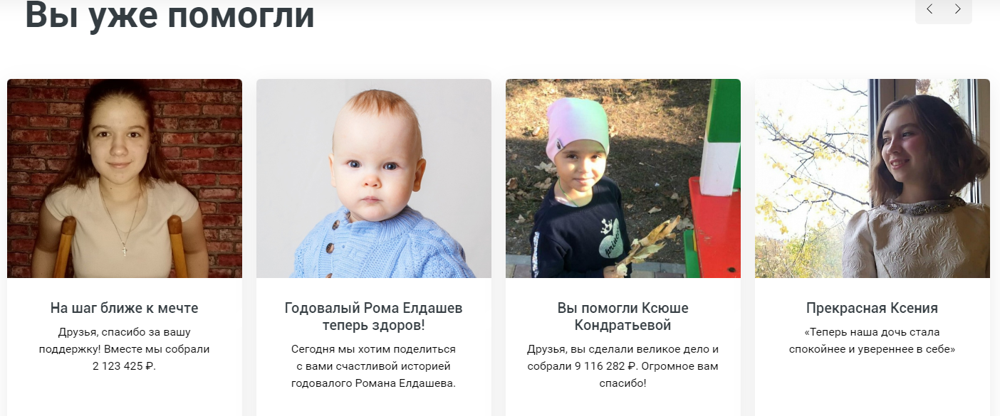 Вы уже помогли
На шаг ближе к мечте
Друзья, спасибо за вашу
поддержку! Вместе мы собрали
2 123 425 ₽.
Годовалый Рома Елдашев
теперь здоров!
Сегодня мы хотим поделиться
с вами счастливой историей
годовалого Романа Елдашева.
princ
Вы помогли Ксюше
Кондратьевой
Друзья, вы сделали великое дело и
собрали 9 116 282 ₽. Огромное вам
спасибо!
Прекрасная Ксения
«Теперь наша дочь стала
спокойнее и увереннее в себе»